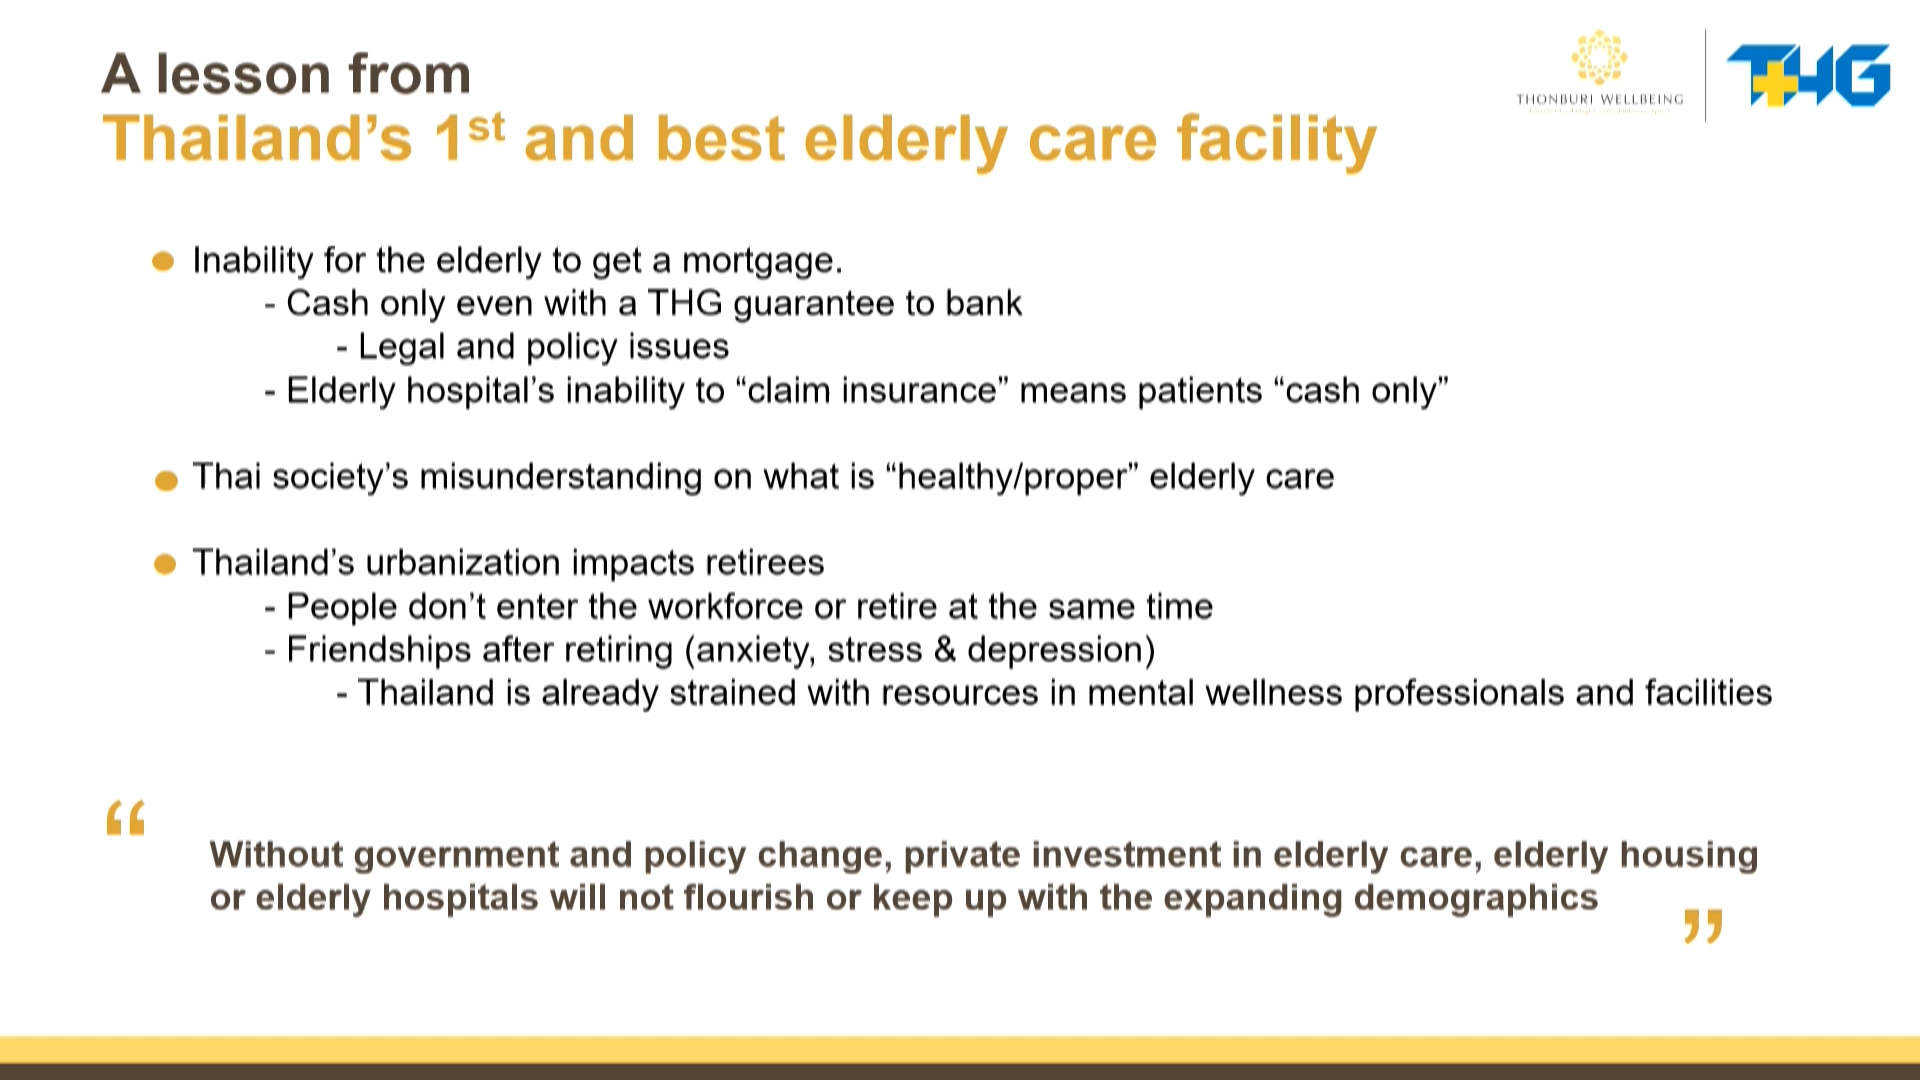 A lesson from
Thailand’s 1st and best elderly care facility
THONBURI WELLBEING
THG
Inability for the elderly to get a mortgage.
- Cash only even with a THG guarantee to bank
- Legal and policy issues
- Elderly hospital’s inability to “claim insurance” means patients “cash only”
Thai society’s misunderstanding on what is “healthy/proper” elderly care
Thailand’s urbanization impacts retirees
- People don’t enter the workforce or retire at the same time
- Friendships after retiring (anxiety, stress & depression)
- Thailand is already strained with resources in mental wellness professionals and facilities
“
Without government and policy change, private investment in elderly care, elderly housing
or elderly hospitals will not flourish or keep up with the expanding demographics
”